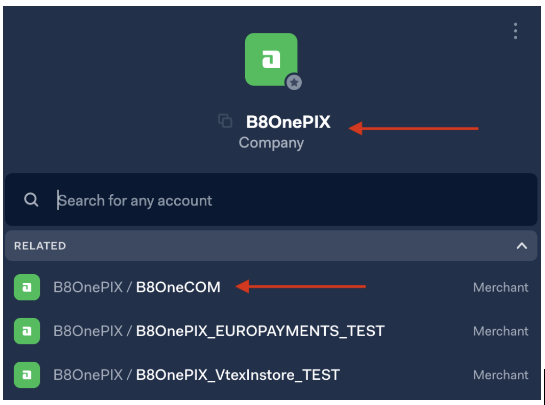 B8OnePIX
Company
Search for any account
RELATED
B8OnePIX / B8OneCOM Merchant
B8OnePIX / B8OnePIX_EUROPAYMENTS_TEST Merchant
B8OnePIX / B8OnePIX_VtexInstore_TEST Merchant